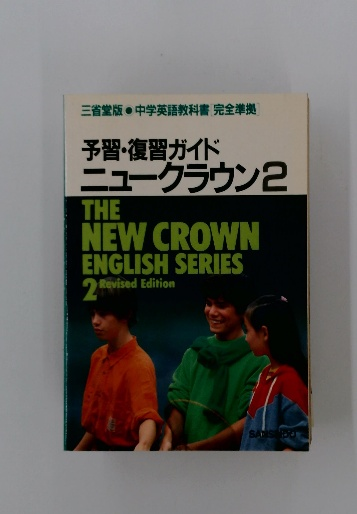 三省堂版●中学英語教科書[完全準拠]
予習・復習ガイド
ニュークラウン2
THE
NEW CROWN
ENGLISH SERIES
2 Revised Edition
SANSEIDO